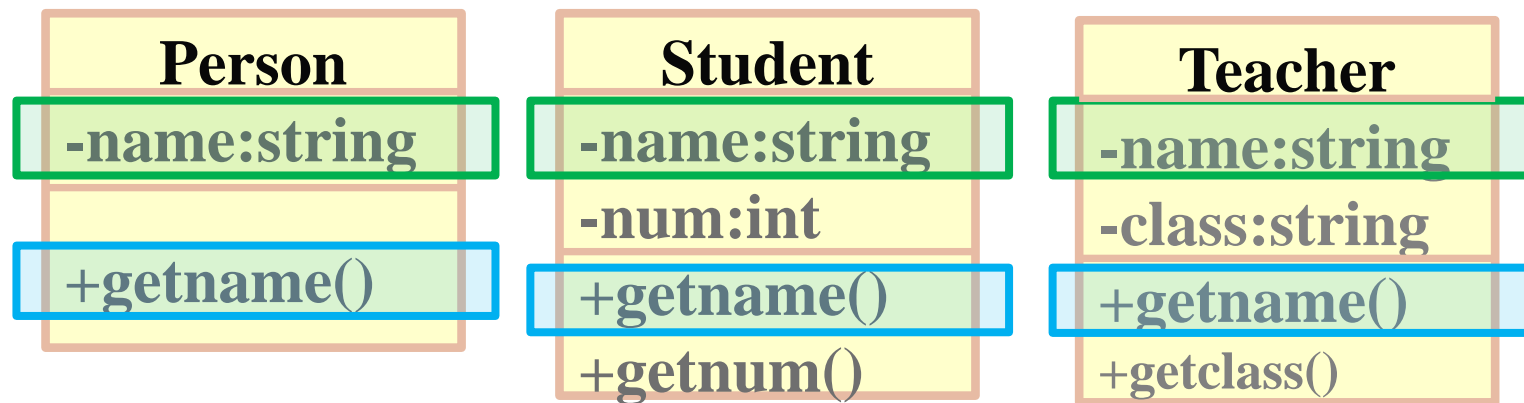 Person
-name:string
+getname()
Student
-name:string
-num:int
+getname()
+getnum()
Teacher
-name:string
-class:string
+getname()
+getclass()